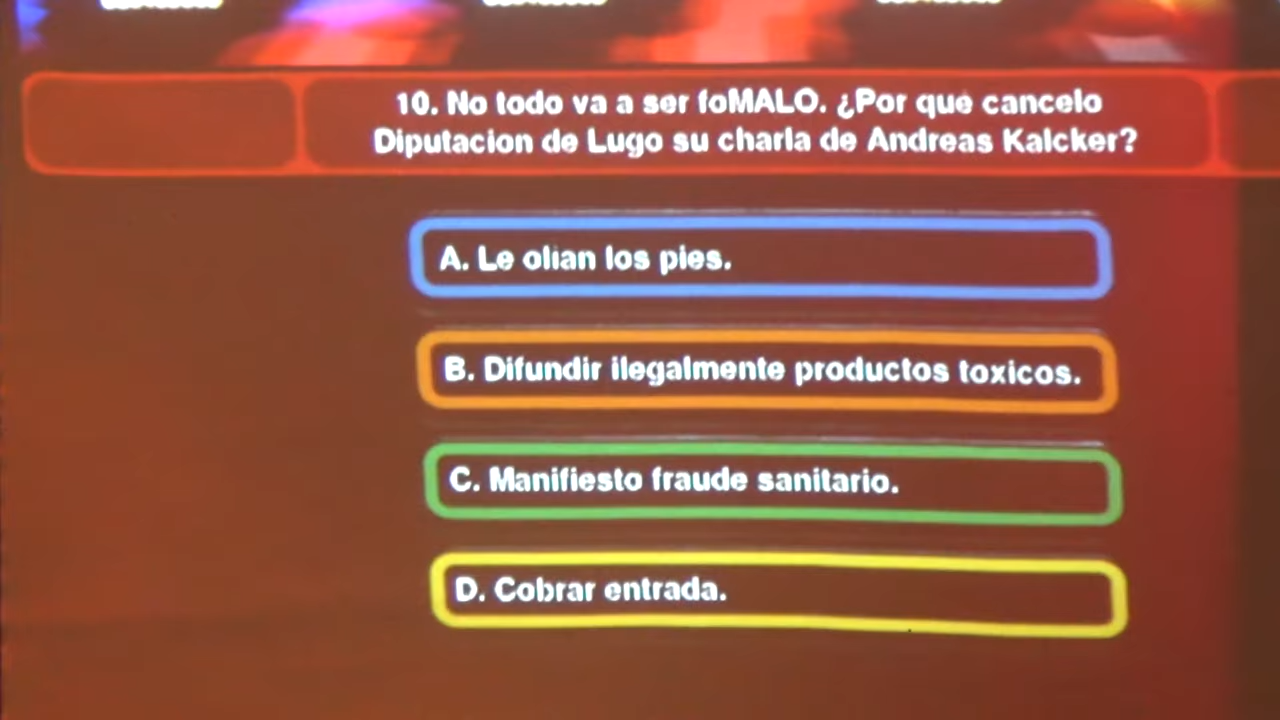 10. No todo va a ser foMALO. ¿Por que cancelo
Diputacion de Lugo su charla de Andreas Kalcker?
A. Le olian los pies.
B. Difundir ilegalmente productos toxicos.
C. Manifiesto fraude sanitario.
D. Cobrar entrada.